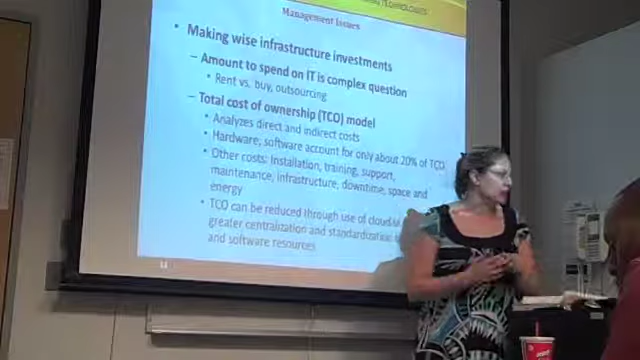 TECHNOLOGIES
Management Issues
• Making wise infrastructure investments
– Amount to spend on IT is complex question
• Rent vs. buy, outsourcing
– Total cost of ownership (TCO) model
• Analyzes direct and indirect costs
• Hardware, software account for only about 20% of TCO
• Other costs: Installation, training, support,
maintenance, infrastructure, downtime, space and
energy
• TCO can be reduced through use of cloud
greater centralization and standardization
and software resources